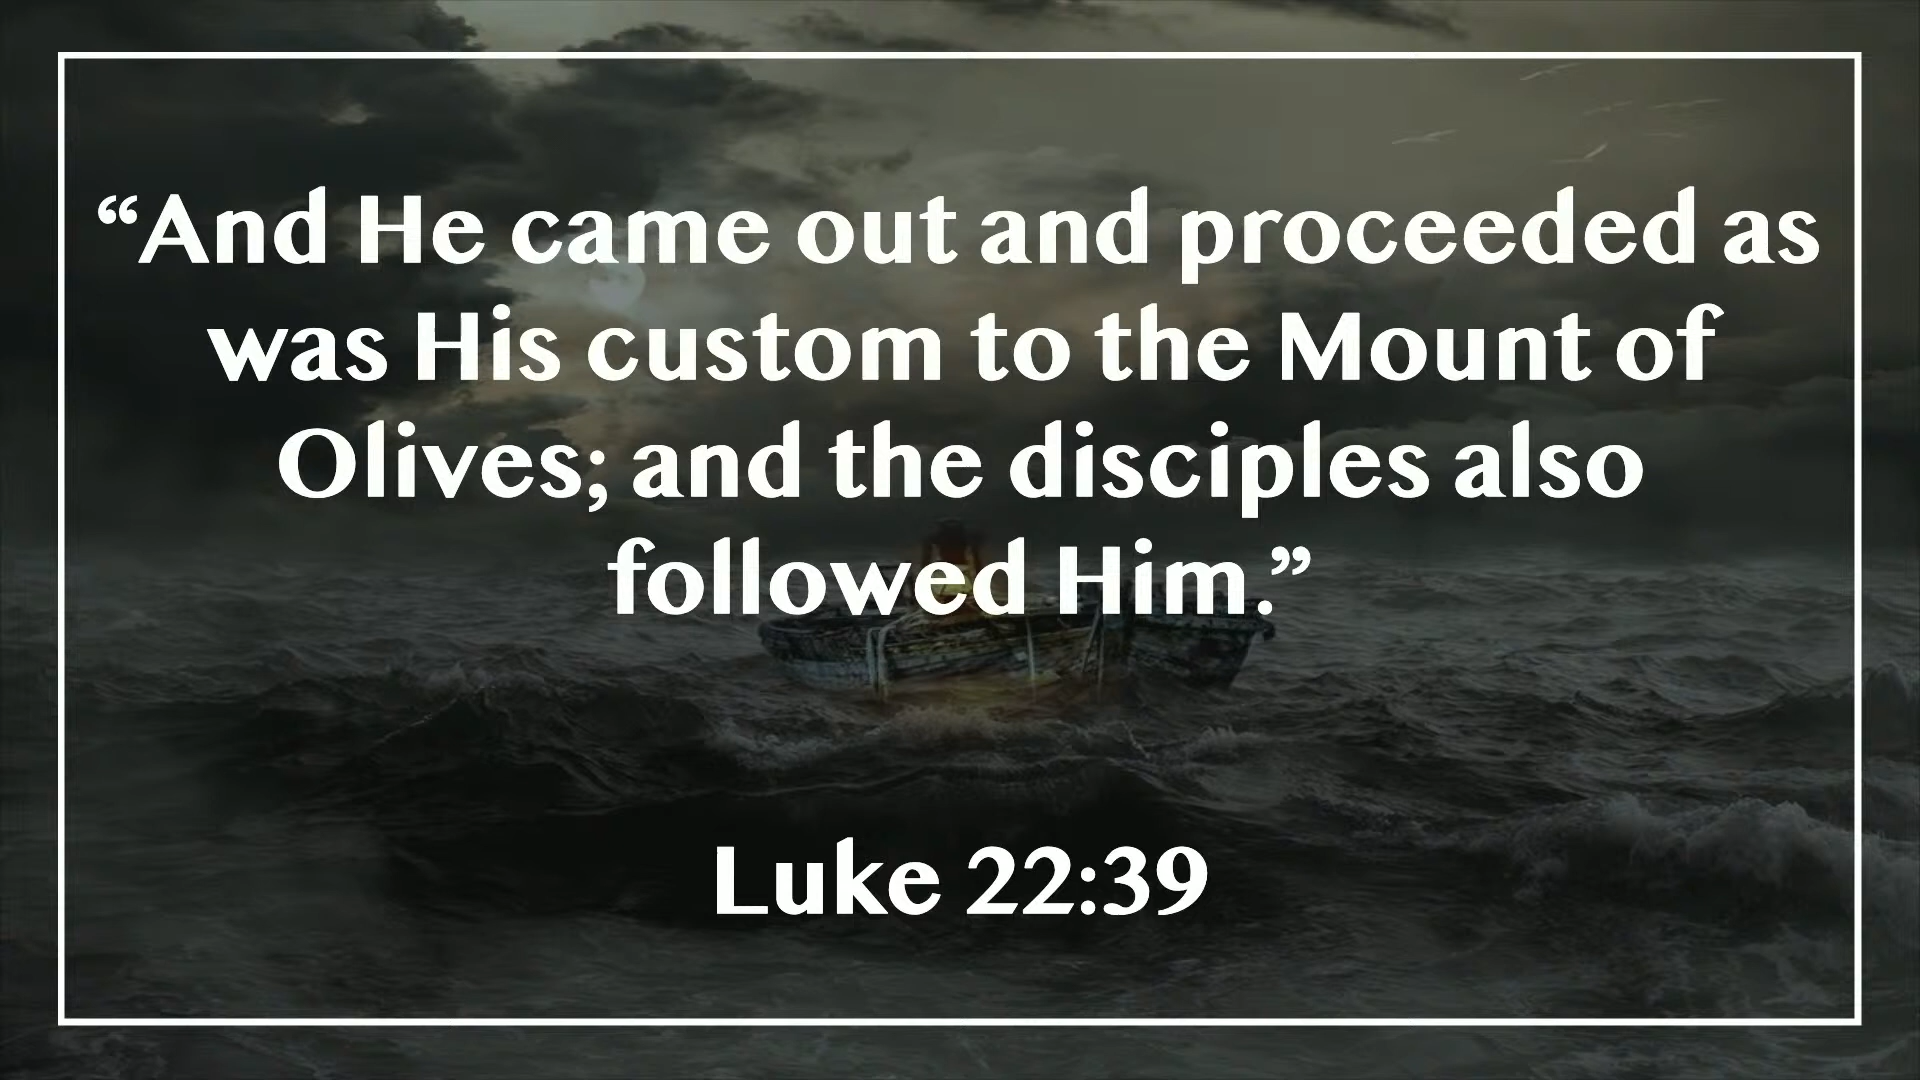 “And He came out and proceeded as
was His custom to the Mount of
Olives; and the disciples also
followed Him.”
Luke 22:39